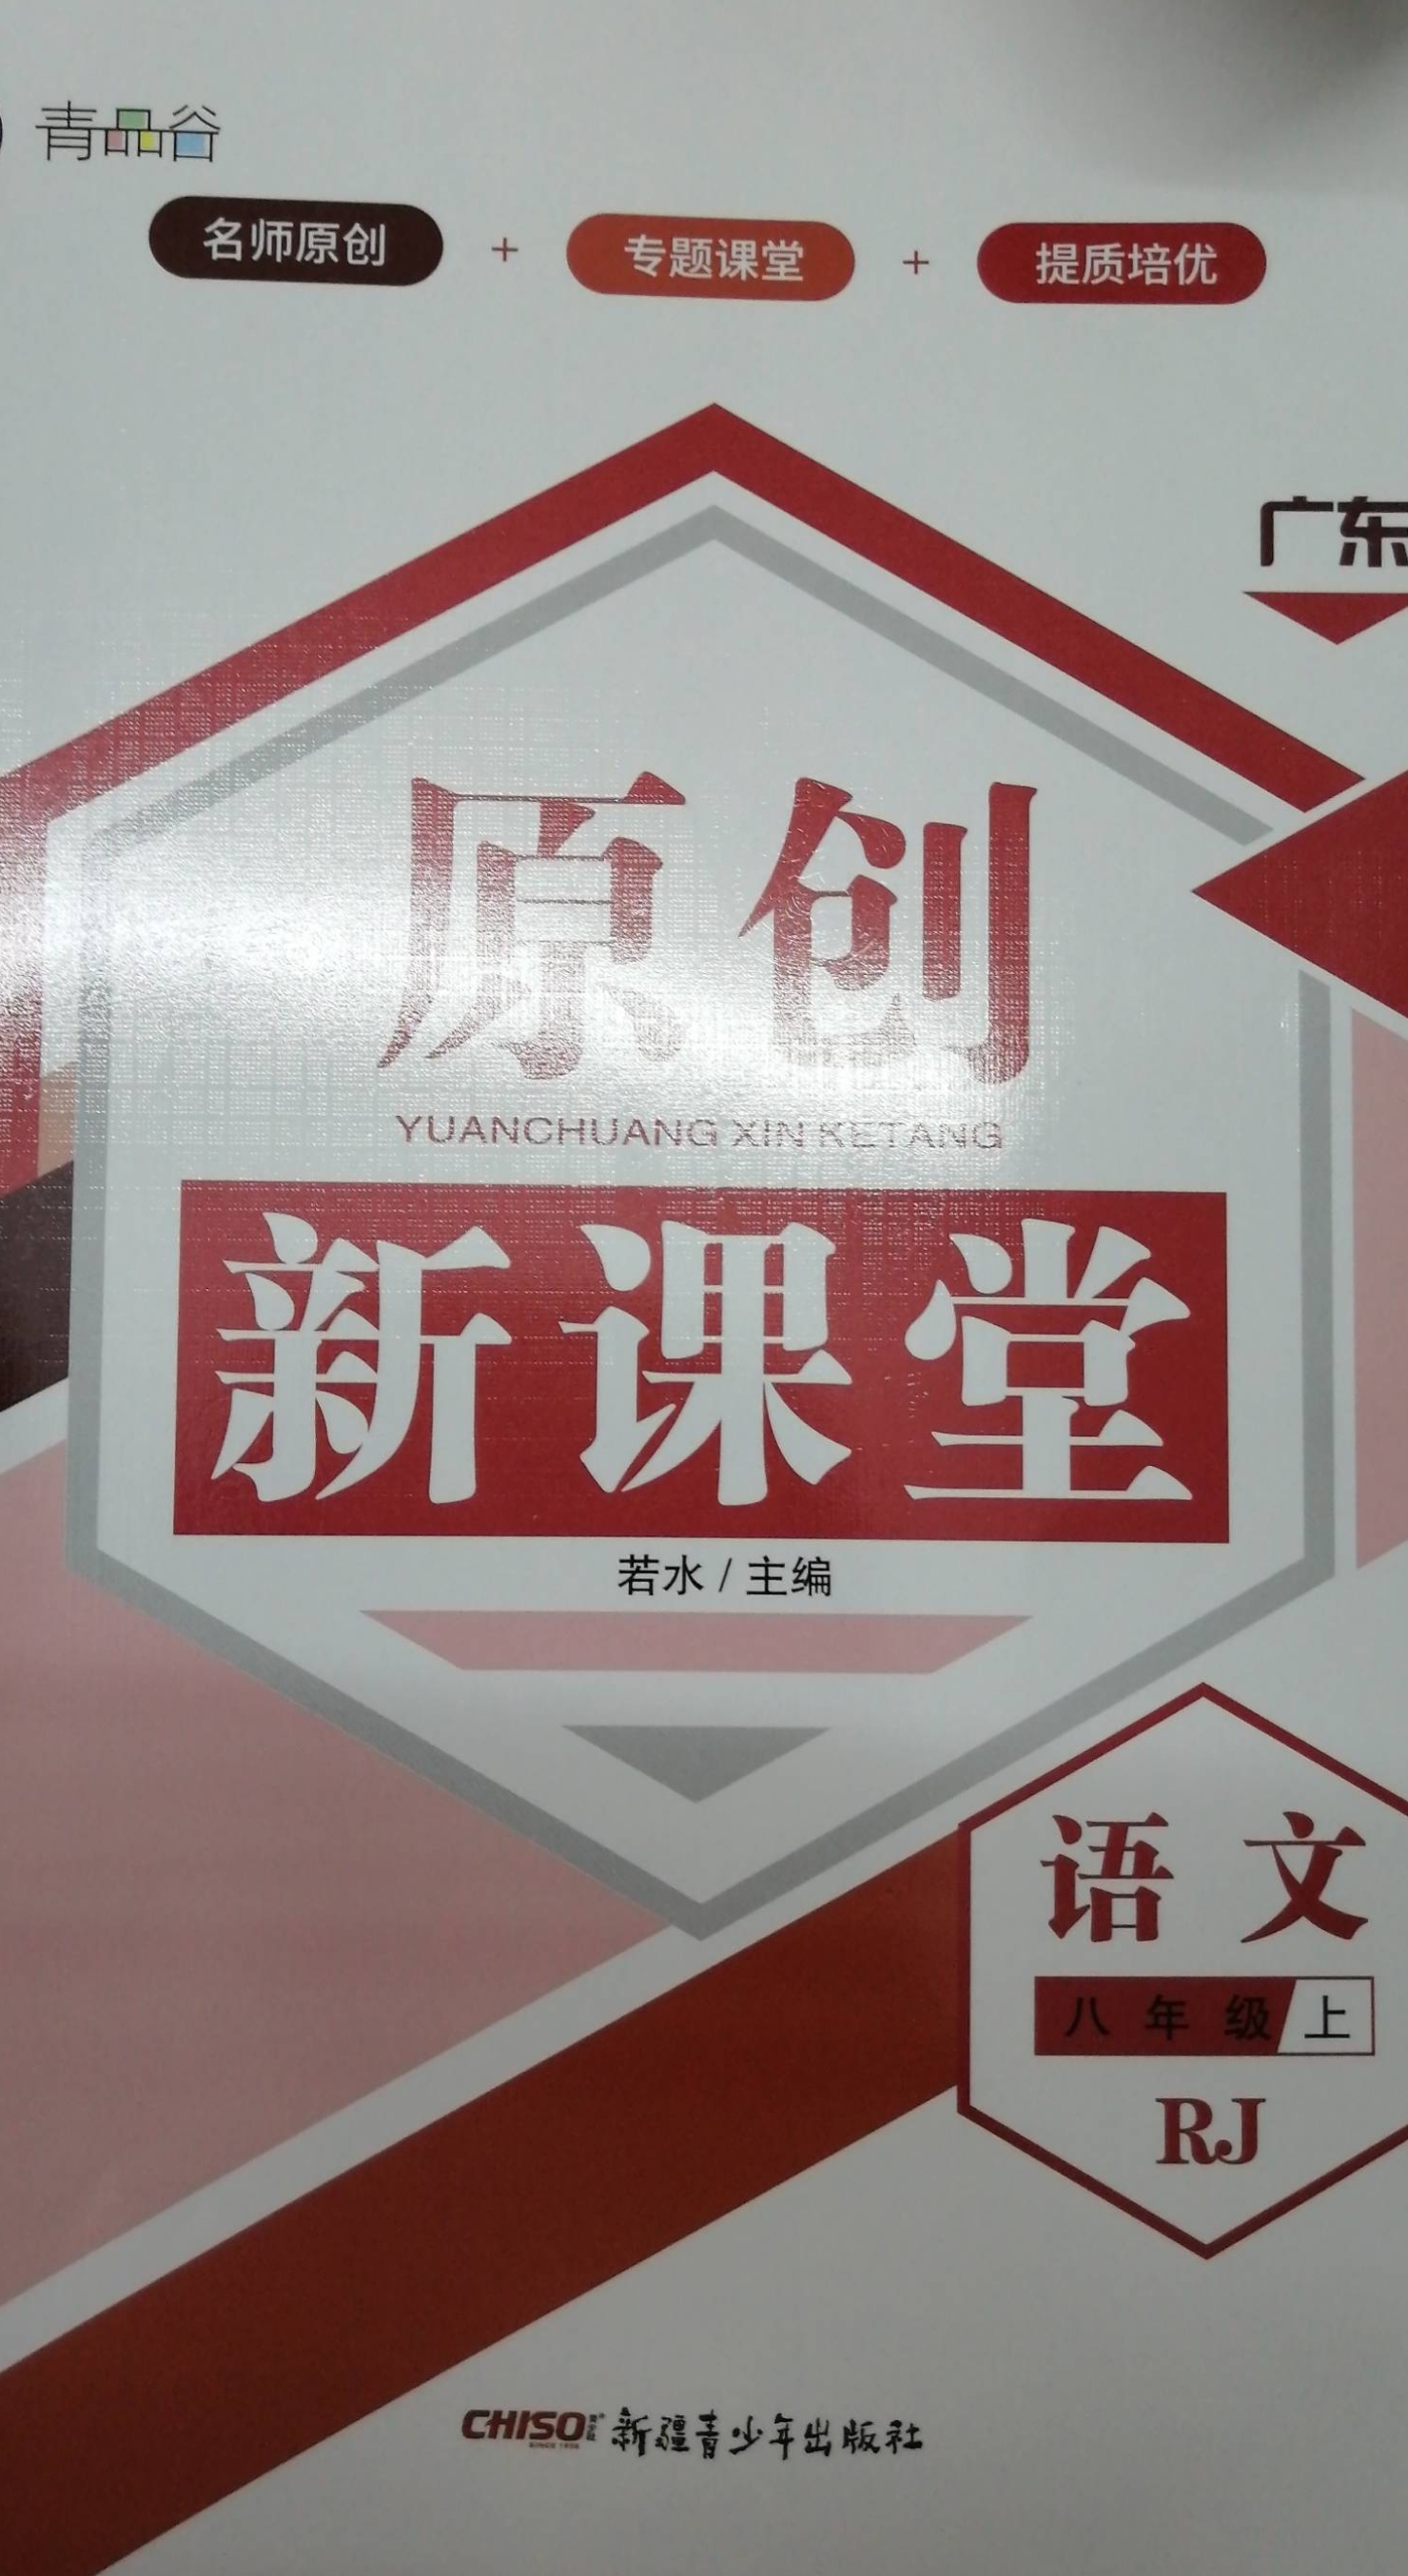 青品谷
名师原创 + 专题课堂 + 提质培优
广东
原创
YUANCHUANG XIN KETANG
新课堂
若水 / 主编
语文
八年级 上
RJ
CHISO 新疆青少年出版社